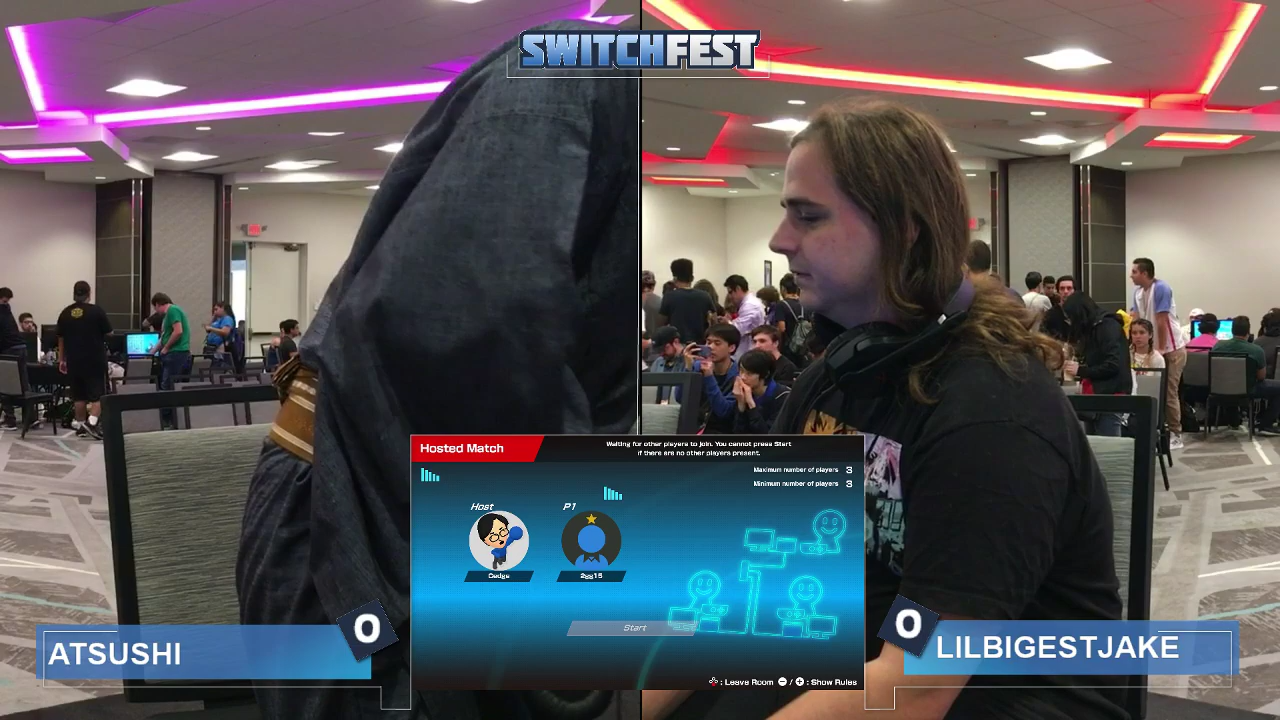 SWITCHFEST
Hosted Match
Waiting for other players to join. You cannot press Start
if there are no other players present.
Maximum number of players 3
Minimum number of players 3
Host
P1
2gg15
Start
: Leave Room - / + : Show Rules
0
ATSUSHI
0
LILBIGESTJAKE